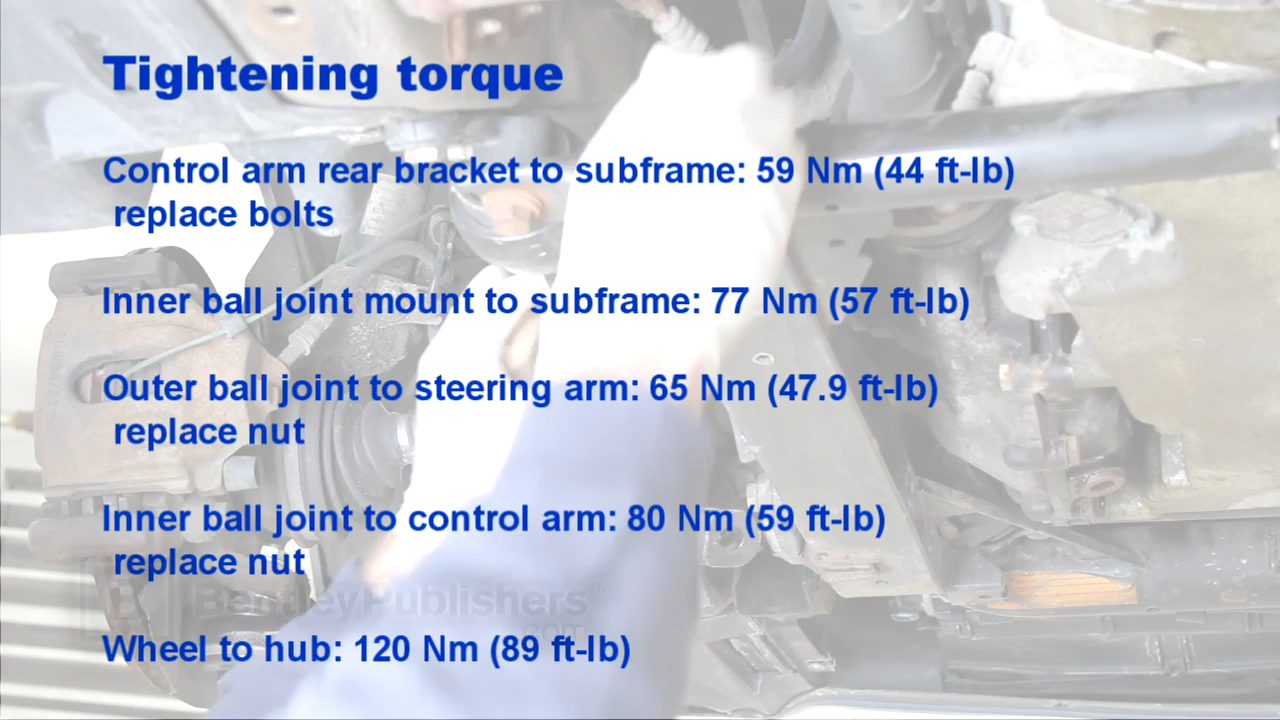 Tightening torque
Control arm rear bracket to subframe: 59 Nm (44 ft-lb)
replace bolts
Inner ball joint mount to subframe: 77 Nm (57 ft-lb)
Outer ball joint to steering arm: 65 Nm (47.9 ft-lb)
replace nut
Inner ball joint to control arm: 80 Nm (59 ft-lb)
replace nut
BentleyPublishers
.com
Wheel to hub: 120 Nm (89 ft-lb)